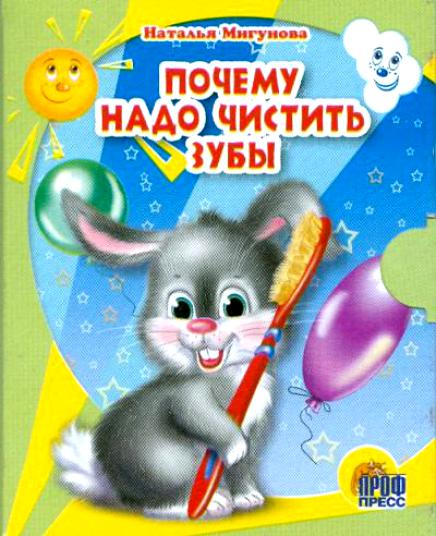 Наталья Мигунова
ПОЧЕМУ
НАДО ЧИСТИТЬ
ЗУБЫ
ПРОФ
ПРЕСС